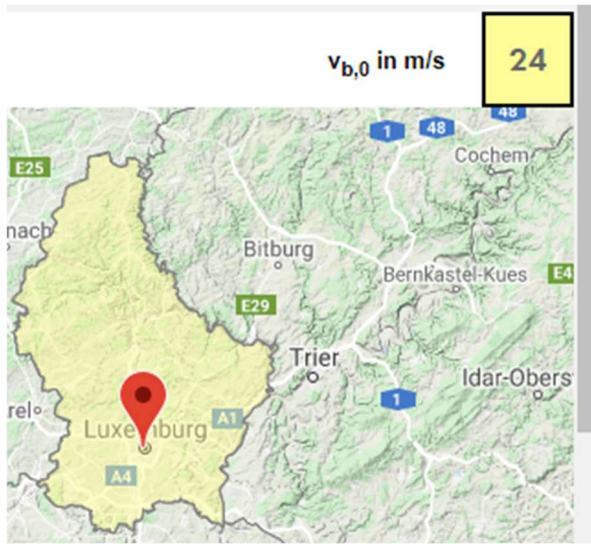 v_b,0 in m/s
24
48
1
48
Cochem
E25
nach
Bitburg
Bernkastel-Kues
E4
E29
Trier
Idar-Obers
rel
1
A1
Luxemburg
A4